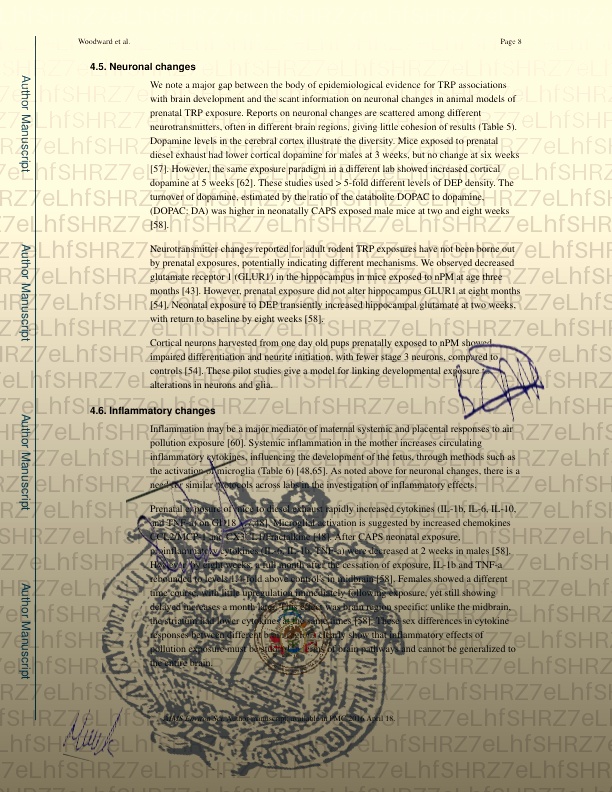 Woodward et al.
Page 8
Author Manuscript
Author Manuscript
Author Manuscript
Author Manuscript
4.5. Neuronal changes
We note a major gap between the body of epidemiological evidence for TRP associations
with brain development and the scant information on neuronal changes in animal models of
prenatal TRP exposure. Reports on neuronal changes are scattered among different
neurotransmitters, often in different brain regions, giving little cohesion of results (Table 5).
Dopamine levels in the cerebral cortex illustrate the diversity. Mice exposed to prenatal
diesel exhaust had lower cortical dopamine for males at 3 weeks, but no change at six weeks
[57]. However, the same exposure paradigm in a different lab showed increased cortical
dopamine at 5 weeks [62]. These studies used > 5-fold different levels of DEP density. The
turnover of dopamine, estimated by the ratio of the catabolite DOPAC to dopamine,
(DOPAC: DA) was higher in neonatally CAPS exposed male mice at two and eight weeks
[58].
Neurotransmitter changes reported for adult rodent TRP exposures have not been borne out
by prenatal exposures, potentially indicating different mechanisms. We observed decreased
glutamate receptor 1 (GLUR1) in the hippocampus in mice exposed to nPM at age three
months [43]. However, prenatal exposure did not alter hippocampus GLUR1 at eight months
[54]. Neonatal exposure to DEP transiently increased hippocampal glutamate at two weeks,
with return to baseline by eight weeks [58].
Cortical neurons harvested from one day old pups prenatally exposed to nPM showed
impaired differentiation and neurite initiation, with fewer stage 3 neurons, compared to
controls [54]. These pilot studies give a model for linking developmental exposure to
alterations in neurons and glia.
4.6. Inflammatory changes
Inflammation may be a major mediator of maternal systemic and placental responses to air
pollution exposure [60]. Systemic inflammation in the mother increases circulating
inflammatory cytokines, influencing the development of the fetus, through methods such as
the activation of microglia (Table 6) [48,65]. As noted above for neuronal changes, there is a
need for similar protocols across labs in the investigation of inflammatory effects.
Prenatal exposure of mice to diesel exhaust rapidly increased cytokines (IL-1b, IL-6, IL-10,
and TNF-a) on GD18 [48]. Microglial activation is suggested by increased chemokines
CCL2/MCP-1 and CX3CL1/Fractalkine [48]. After CAPS neonatal exposure,
proinflammatory cytokines (IL-6, IL-1b, TNF-a) were decreased at 2 weeks in males [58].
However by eight weeks, a full month after the cessation of exposure, IL-1b and TNF-a
rebounded to levels fold above controls in midbrain [58]. Females showed a different
time course, with little upregulation immediately following exposure, yet still showing
delayed increases a month later. This effect was brain region specific: unlike the midbrain,
the striatum had lower cytokines at the same times [58]. These sex differences in cytokine
responses between different brain regions clearly show that inflammatory effects of
pollution exposure must be studied in terms of brain pathways and cannot be generalized to
the entire brain.
Author manuscript; available in PMC 2016 April 18.